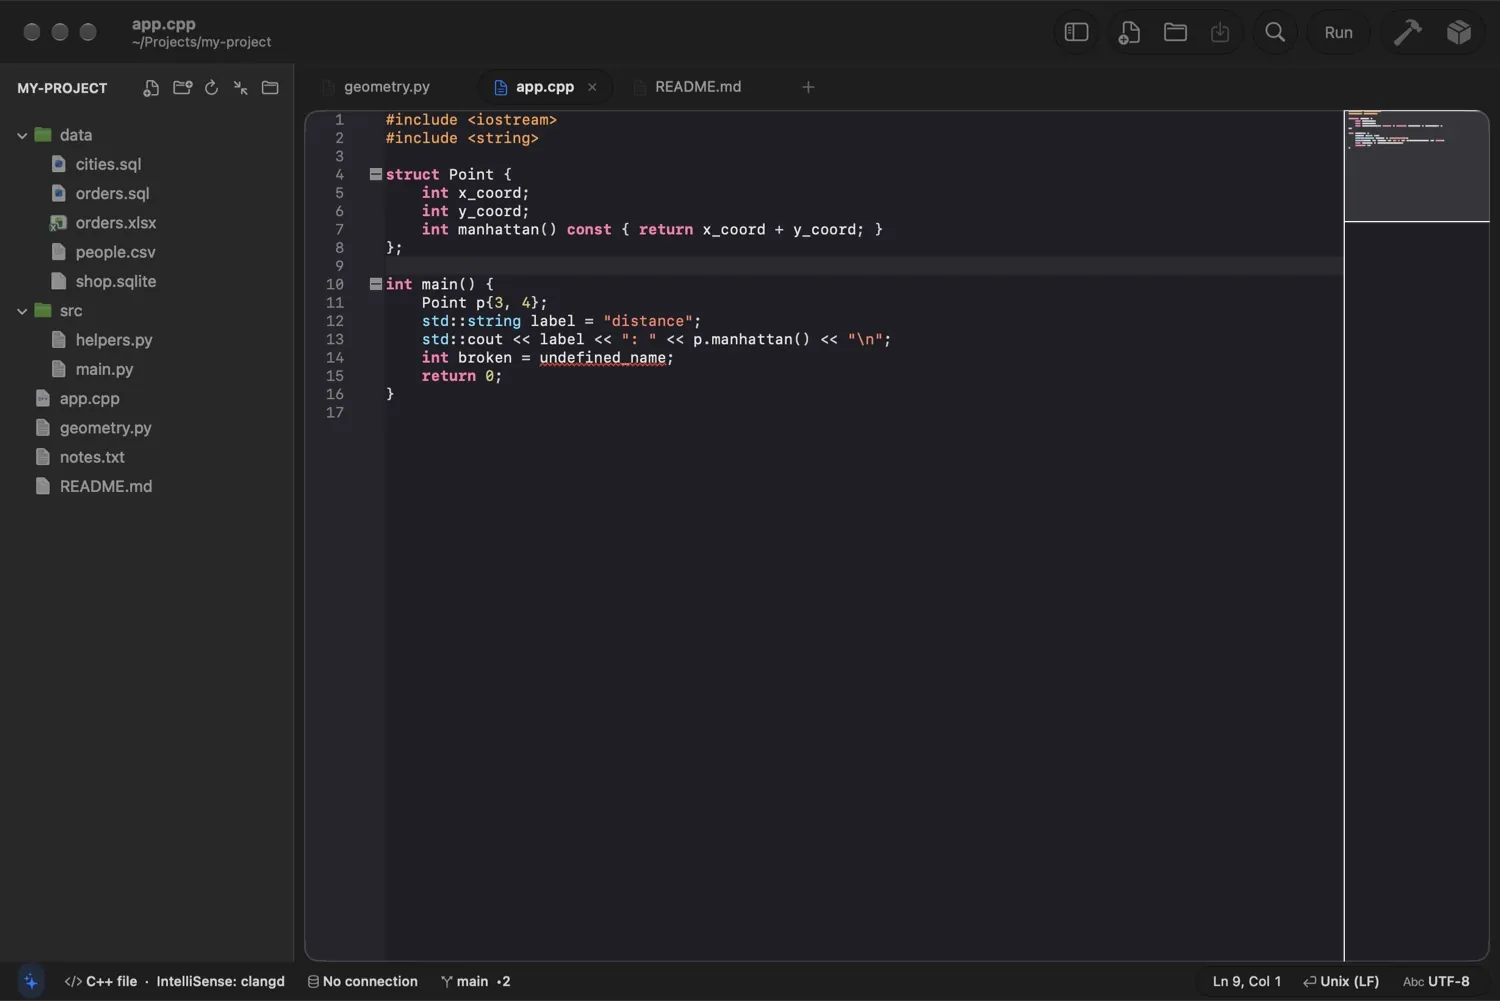 app.cpp
~/Projects/my-project
Run
MY-PROJECT
data
cities.sql
orders.sql
orders.xlsx
people.csv
shop.sqlite
src
helpers.py
main.py
app.cpp
geometry.py
notes.txt
README.md
geometry.py
app.cpp ×
README.md
+
1 #include <iostream>
2 #include <string>
3
4 struct Point {
5     int x_coord;
6     int y_coord;
7     int manhattan() const { return x_coord + y_coord; }
8 };
9
10 int main() {
11     Point p{3, 4};
12     std::string label = "distance";
13     std::cout << label << ": " << p.manhattan() << "\n";
14     int broken = undefined_name;
15     return 0;
16 }
17
</> C++ file · IntelliSense: clangd
No connection
main •2
Ln 9, Col 1
Unix (LF)
Abc UTF-8